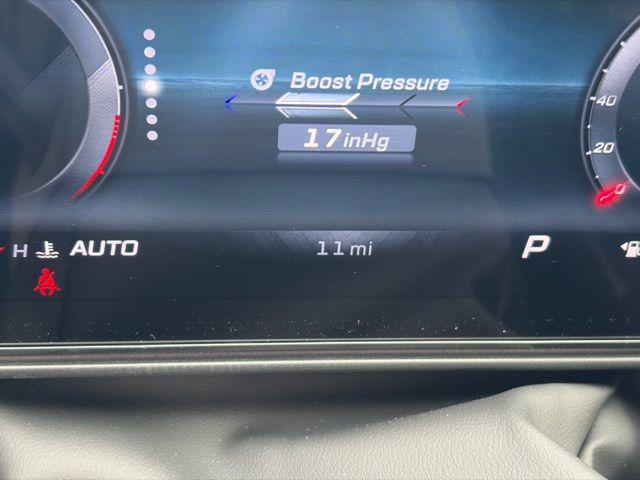 Boost Pressure
17 inHg
40
20
0
H AUTO 11 mi P